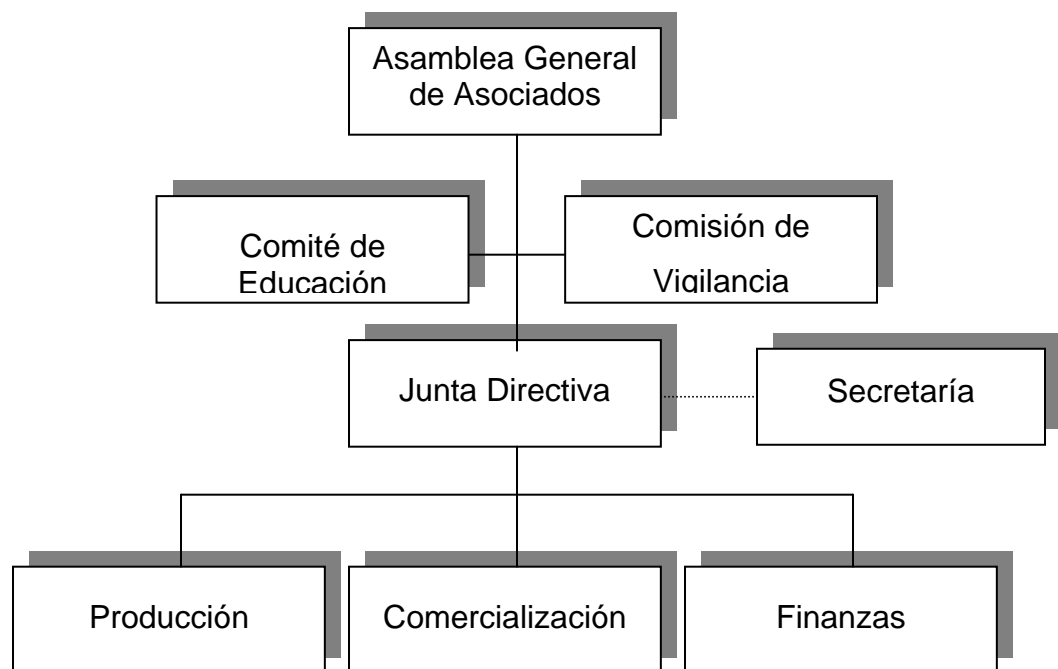 Asamblea General
de Asociados
Comité de
Educación
Comisión de
Vigilancia
Junta Directiva
Secretaría
Producción
Comercialización
Finanzas